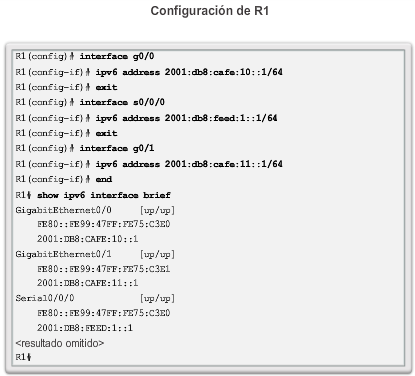 Configuración de R1
R1(config)# interface g0/0
R1(config-if)# ipv6 address 2001:db8:cafe:10::1/64
R1(config-if)# exit
R1(config)# interface s0/0/0
R1(config-if)# ipv6 address 2001:db8:feed:1::1/64
R1(config-if)# exit
R1(config)# interface g0/1
R1(config-if)# ipv6 address 2001:db8:cafe:11::1/64
R1(config-if)# end
R1# show ipv6 interface brief
GigabitEthernet0/0 [up/up]
FE80::FE99:47FF:FE75:C3E0
2001:DB8:CAFE:10::1
GigabitEthernet0/1 [up/up]
FE80::FE99:47FF:FE75:C3E1
2001:DB8:CAFE:11::1
Serial0/0/0 [up/up]
FE80::FE99:47FF:FE75:C3E0
2001:DB8:FEED:1::1
<resultado omitido>
R1#